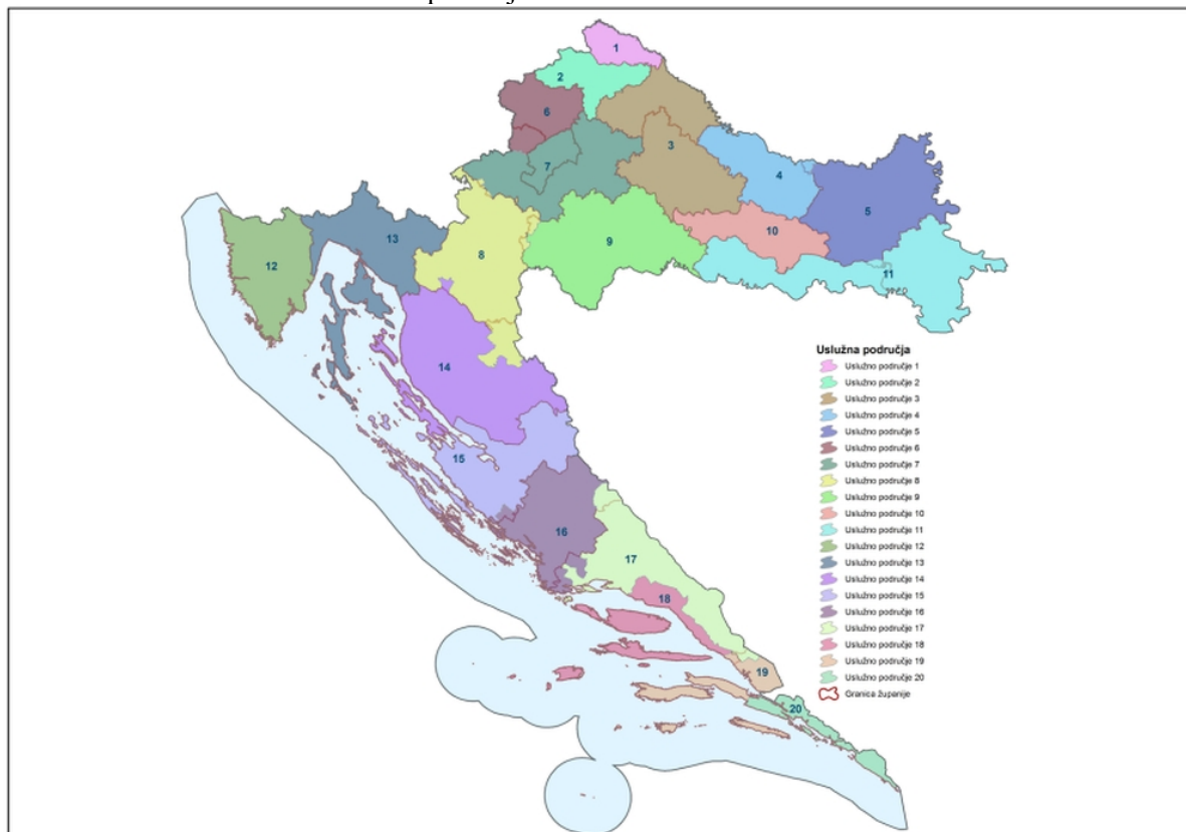 1
2
6
3
7
4
5
8
10
9
13
12
11
14
15
16
17
18
19
20
Uslužna područja
Uslužno područje 1
Uslužno područje 2
Uslužno područje 3
Uslužno područje 4
Uslužno područje 5
Uslužno područje 6
Uslužno područje 7
Uslužno područje 8
Uslužno područje 9
Uslužno područje 10
Uslužno područje 11
Uslužno područje 12
Uslužno područje 13
Uslužno područje 14
Uslužno područje 15
Uslužno područje 16
Uslužno područje 17
Uslužno područje 18
Uslužno područje 19
Uslužno područje 20
Granica županije